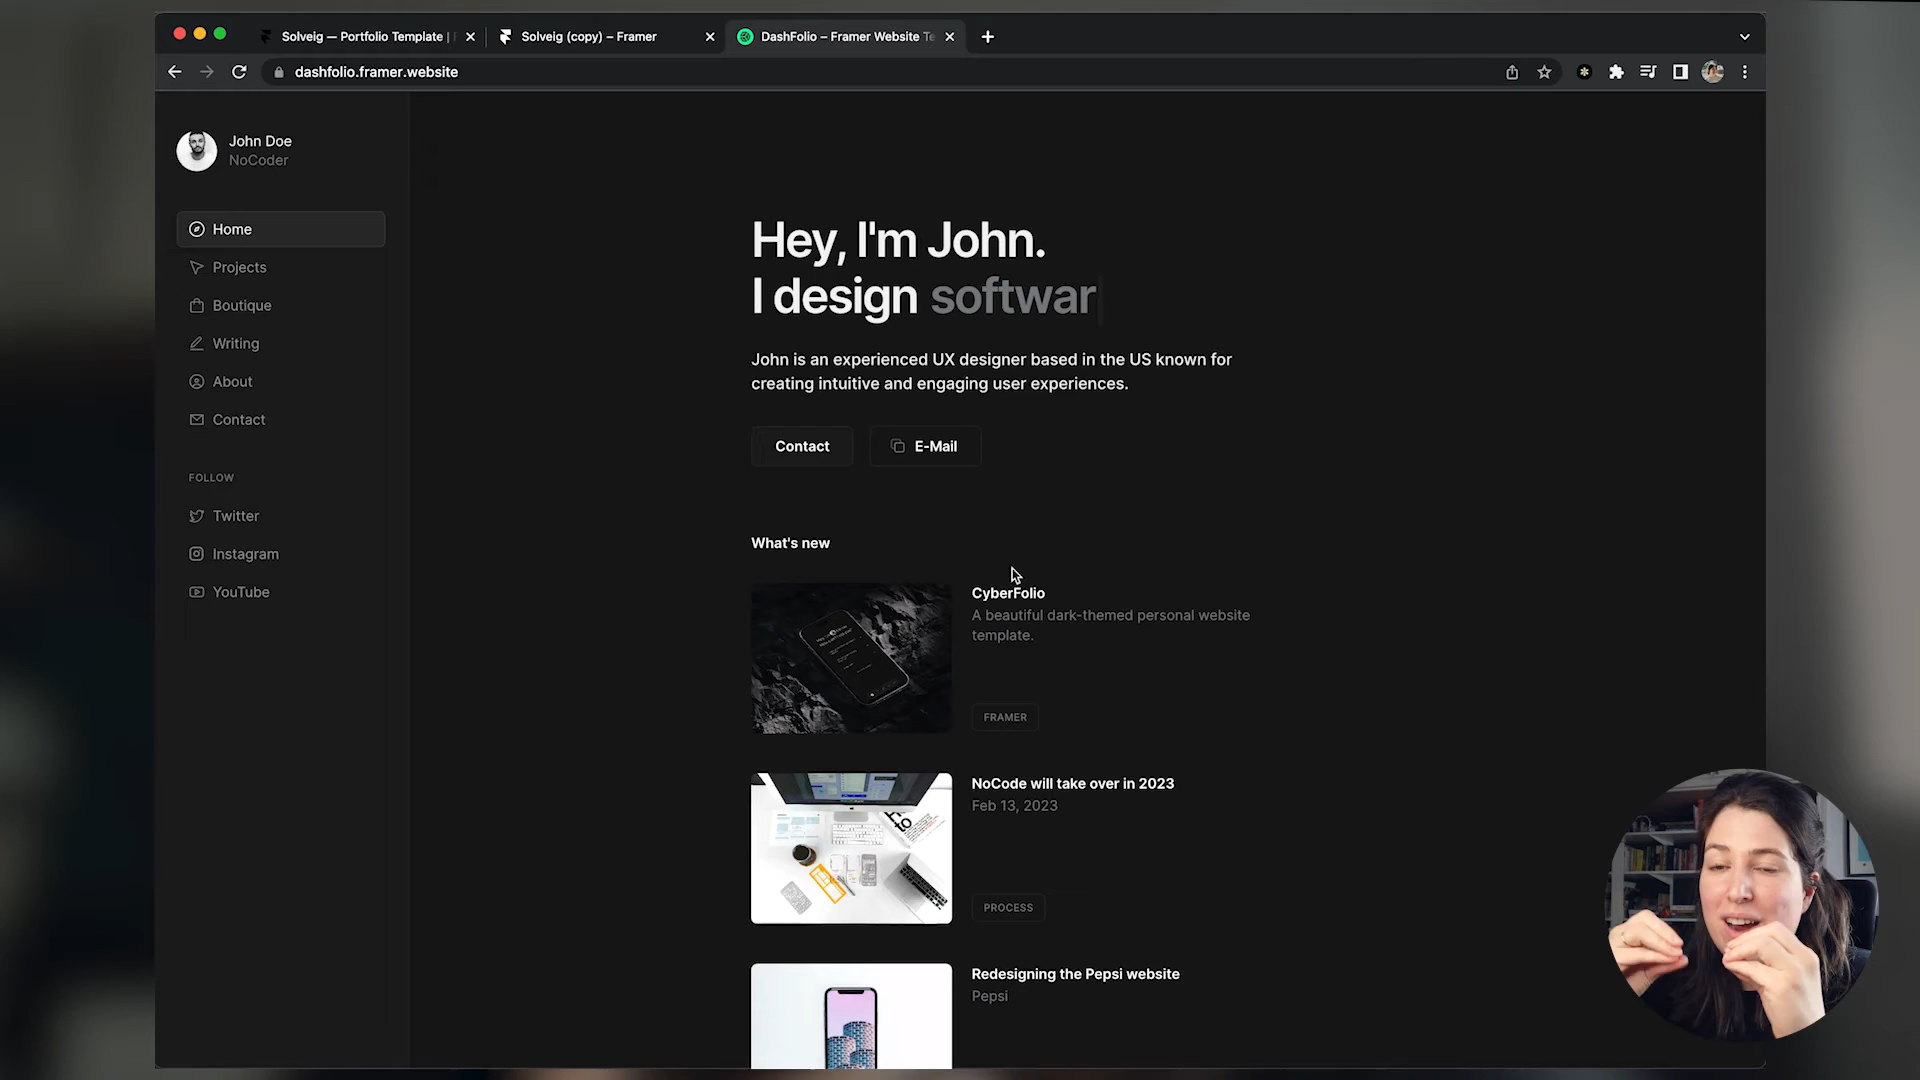 Solveig — Portfolio Template |
Solveig (copy) – Framer
DashFolio – Framer Website Te
dashfolio.framer.website
John Doe
NoCoder
Home
Projects
Boutique
Writing
About
Contact
FOLLOW
Twitter
Instagram
YouTube
Hey, I'm John.
I design softwar
John is an experienced UX designer based in the US known for
creating intuitive and engaging user experiences.
Contact
E-Mail
What's new
CyberFolio
A beautiful dark-themed personal website
template.
FRAMER
NoCode will take over in 2023
Feb 13, 2023
PROCESS
Redesigning the Pepsi website
Pepsi